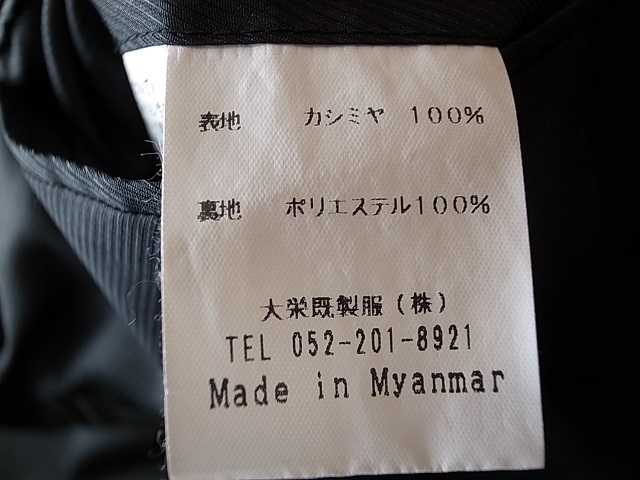 表地 カシミヤ 100%
裏地 ポリエステル100%
大栄既製服(株)
TEL 052-201-8921
Made in Myanmar